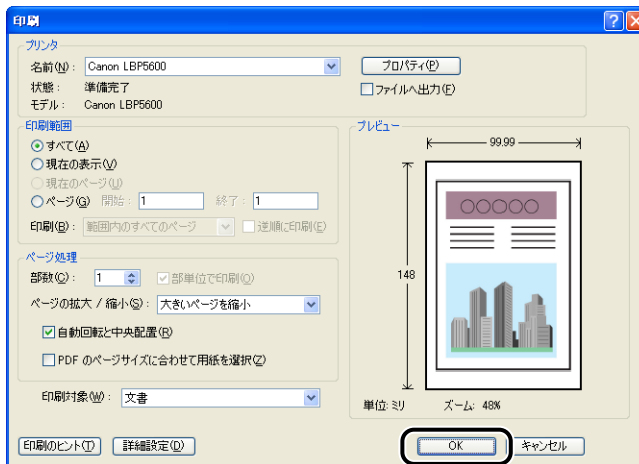 印刷
プリンタ
名前(N): Canon LBP5600 プロパティ(P)
状態: 準備完了 ファイルへ出力(F)
モデル: Canon LBP5600
印刷範囲
すべて(A)
現在の表示(V)
現在のページ(U)
ページ(G) 開始: 1 終了: 1
印刷(B): 範囲内のすべてのページ 逆順に印刷(E)
ページ処理
部数(C): 1 部単位で印刷(O)
ページの拡大 / 縮小(S): 大きいページを縮小
自動回転と中央配置(R)
PDF のページサイズに合わせて用紙を選択(Z)
印刷対象(W): 文書
プレビュー
99.99
○○○○○
148
単位: ミリ ズーム: 48%
印刷のヒント(T) 詳細設定(D) OK キャンセル